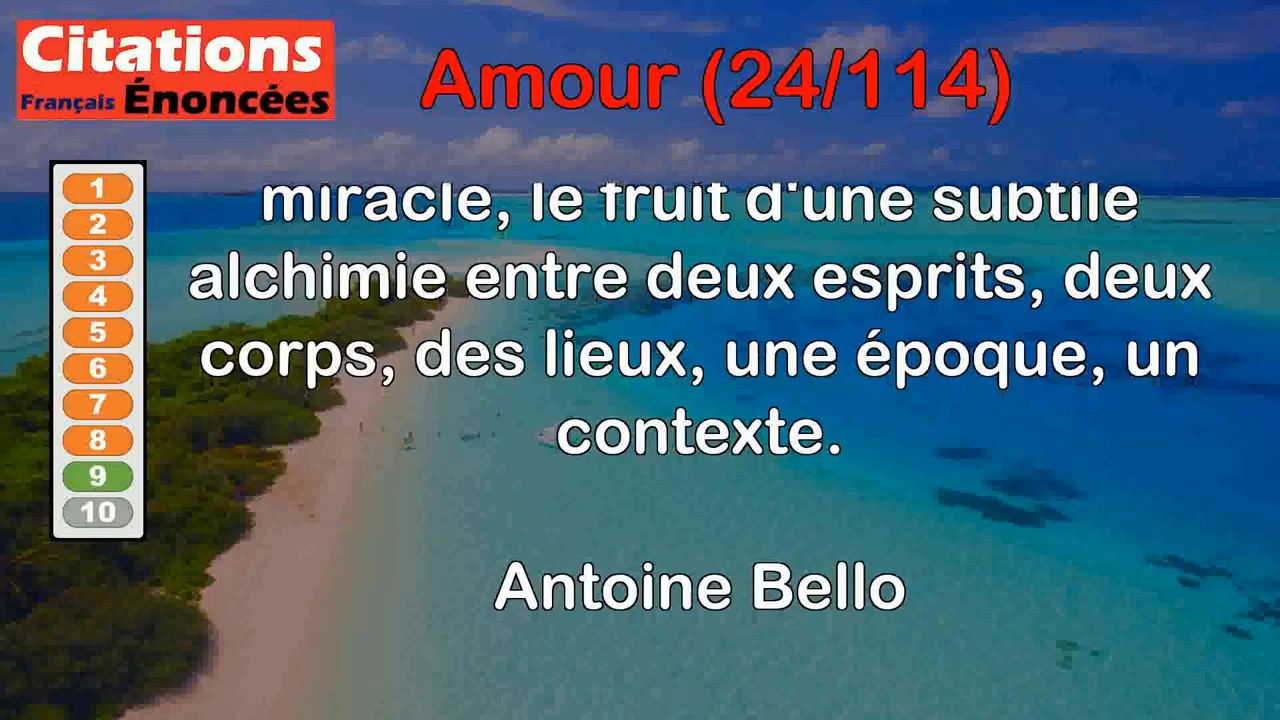 Citations
Français Énoncées
Amour (24/114)
1
2
3
4
5
6
7
8
9
10
miracle, le fruit d'une subtile
alchimie entre deux esprits, deux
corps, des lieux, une époque, un
contexte.
Antoine Bello